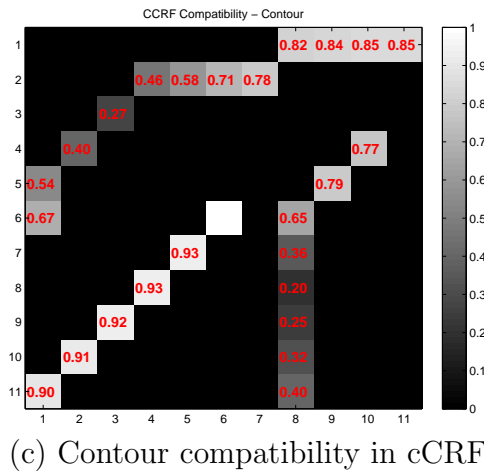 CCRF Compatibility – Contour
1 0.82 0.84 0.85 0.85 1
2 0.46 0.58 0.71 0.78 0.9
3 0.27 0.8
4 0.40 0.77 0.7
5 0.54 0.79 0.6
6 0.67 0.65 0.5
7 0.93 0.36 0.4
8 0.93 0.20 0.3
9 0.92 0.25 0.2
10 0.91 0.32 0.1
11 0.90 0.40 0
1 2 3 4 5 6 7 8 9 10 11
(c) Contour compatibility in cCRF